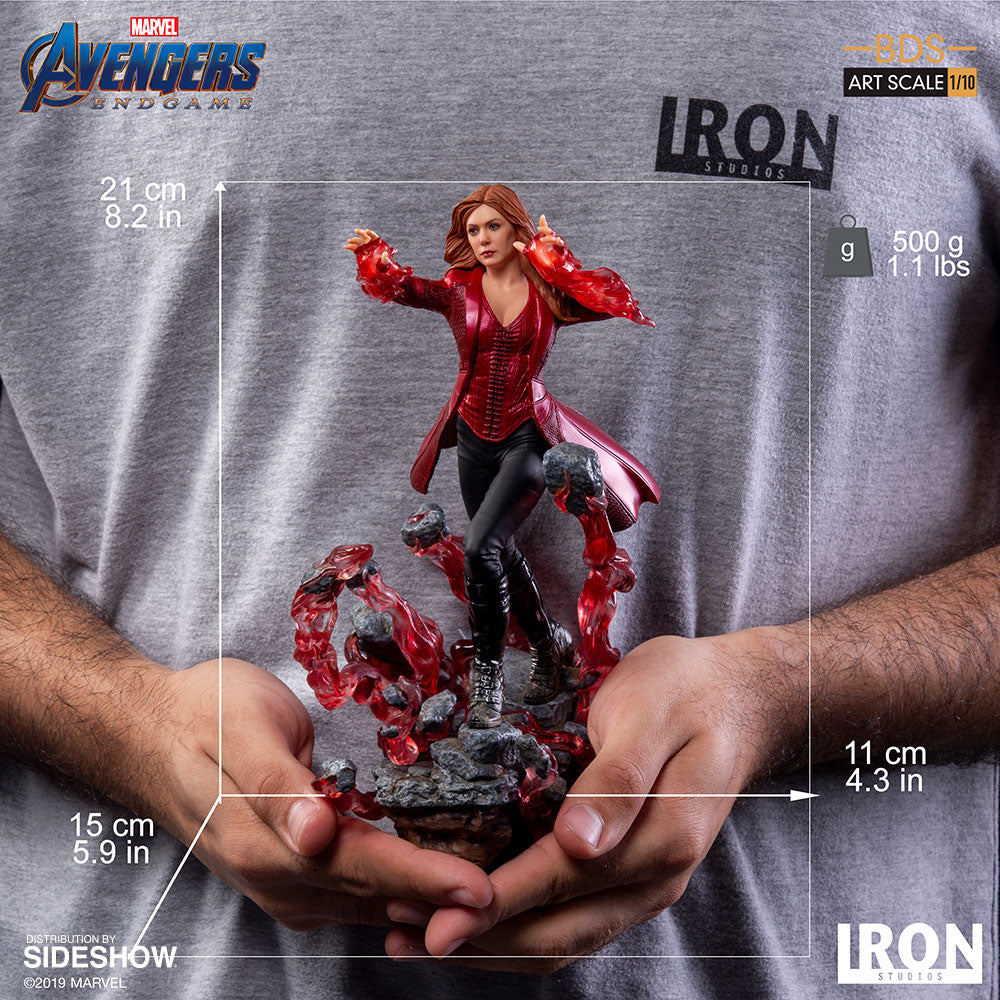 MARVEL
AVENGERS
ENDGAME
BDS
ART SCALE 1/10
IRON
STUDIOS
21 cm
8.2 in
g
500 g
1.1 lbs
11 cm
4.3 in
15 cm
5.9 in
DISTRIBUTION BY
SIDESHOW
©2019 MARVEL
IRON
STUDIOS